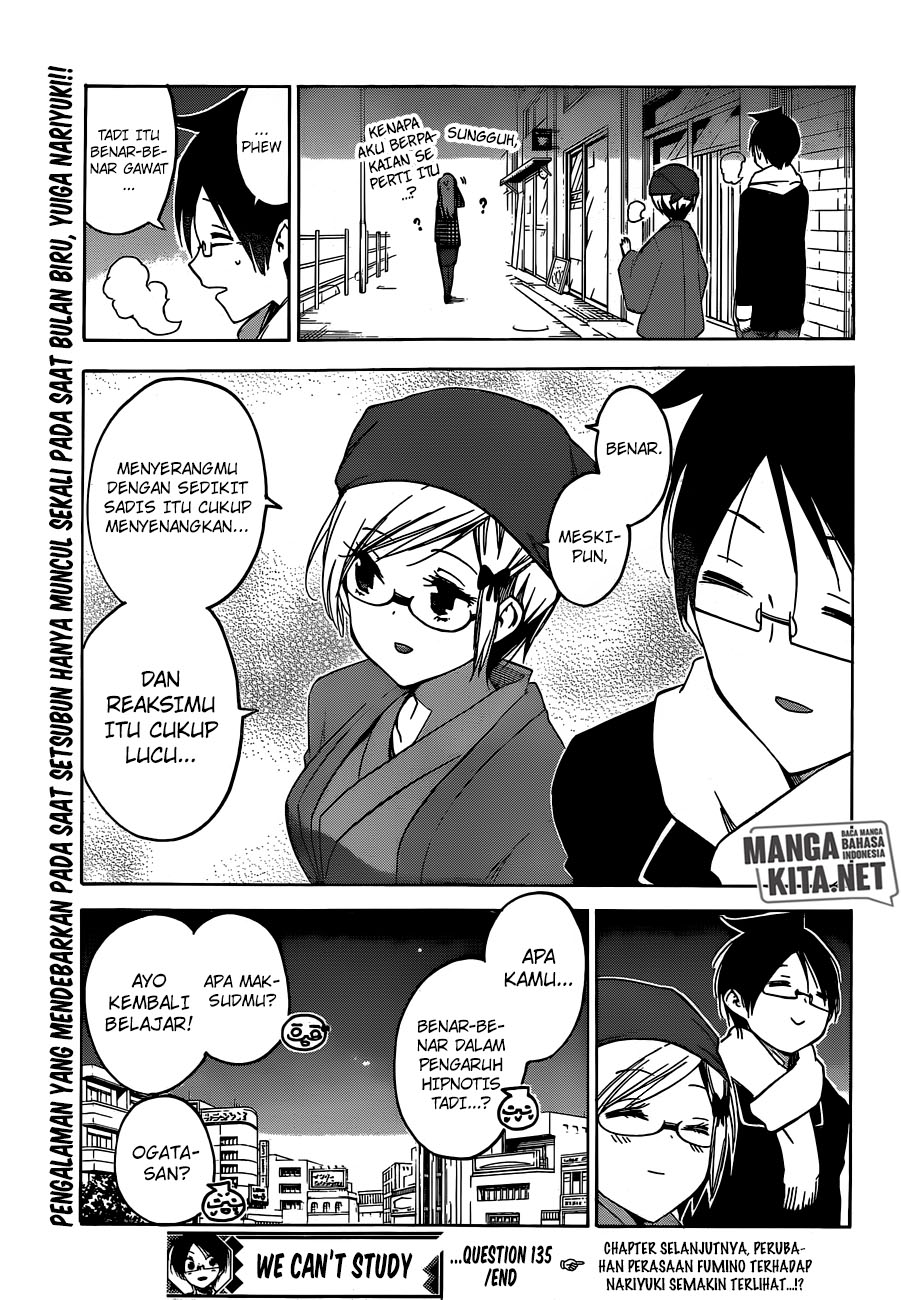 PENGALAMAN YANG MENDEBARKAN PADA SAAT SETSUBUN HANYA MUNCUL SEKALI PADA SAAT BULAN BIRU, YUIGA NARIYUKI!!
...
PHEW
TADI ITU
BENAR-BE-
NAR GAWAT
...
SUNGGUH,
KENAPA
AKU BERPA-
KAIAN SE
PERTI ITU
...?
?
?
BENAR.
MESKI-
PUN,
MENYERANGMU
DENGAN SEDIKIT
SADIS ITU CUKUP
MENYENANGKAN...
DAN
REAKSIMU
ITU CUKUP
LUCU...
MANGA
KITA.NET
BACA MANGA
BAHASA
INDONESIA
APA
KAMU...
BENAR-BE-
NAR DALAM
PENGARUH
HIPNOTIS
TADI...?
APA MAK-
SUDMU?
AYO
KEMBALI
BELAJAR!
OGATA-
SAN?
WE CAN'T STUDY
...QUESTION 135
/END
☞
CHAPTER SELANJUTNYA, PERUBA-
HAN PERASAAN FUMINO TERHADAP
NARIYUKI SEMAKIN TERLIHAT...!?